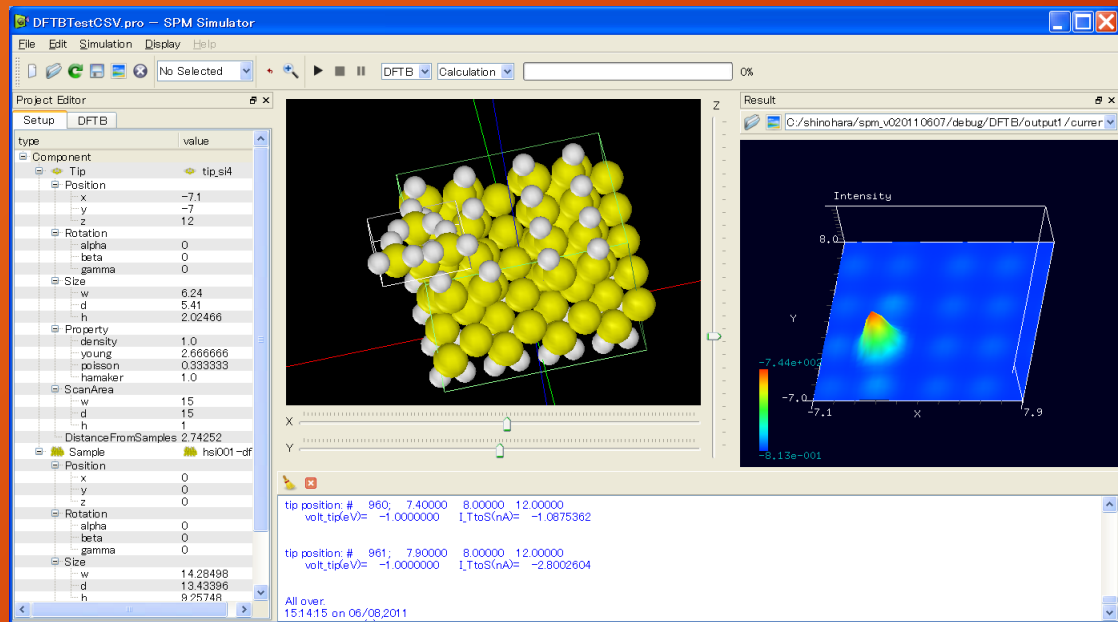 DFTBTestCSV.pro — SPM Simulator
File Edit Simulation Display Help
No Selected DFTB Calculation 0%
Project Editor
Setup DFTB
type value
Component
Tip tip_si4
Position
x -7.1
y -7
z 12
Rotation
alpha 0
beta 0
gamma 0
Size
w 6.24
d 5.41
h 2.02466
Property
density 1.0
young 2.666666
poisson 0.333333
hamaker 1.0
ScanArea
w 15
d 15
h 1
DistanceFromSamples 2.74252
Sample hsi001-df
Position
x 0
y 0
z 0
Rotation
alpha 0
beta 0
gamma 0
Size
w 14.28498
d 13.43396
h 9.25748
Z
X
Y
Result
C:/shinohara/spm_v020110607/debug/DFTB/output1/curren
Intensity
8.0
Y
-7.44e+002
-7.0
-7.1 X 7.9
-8.13e-001
tip position: # 960; 7.40000 8.00000 12.00000
volt_tip(eV)= -1.0000000 I_TtoS(nA)= -1.0875362
tip position: # 961; 7.90000 8.00000 12.00000
volt_tip(eV)= -1.0000000 I_TtoS(nA)= -2.8002604
All over.
15:14:15 on 06/08,2011